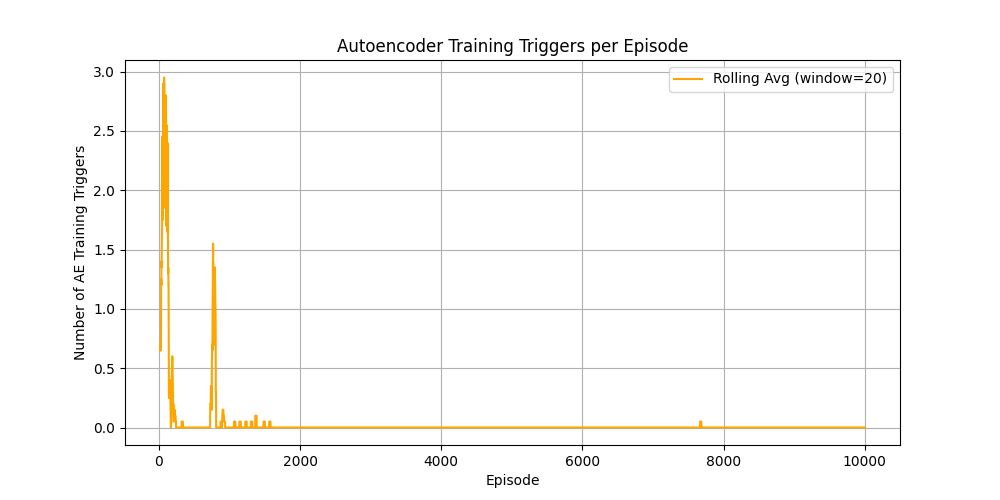 Autoencoder Training Triggers per Episode
Rolling Avg (window=20)
Number of AE Training Triggers
3.0
2.5
2.0
1.5
1.0
0.5
0.0
0 2000 4000 6000 8000 10000
Episode